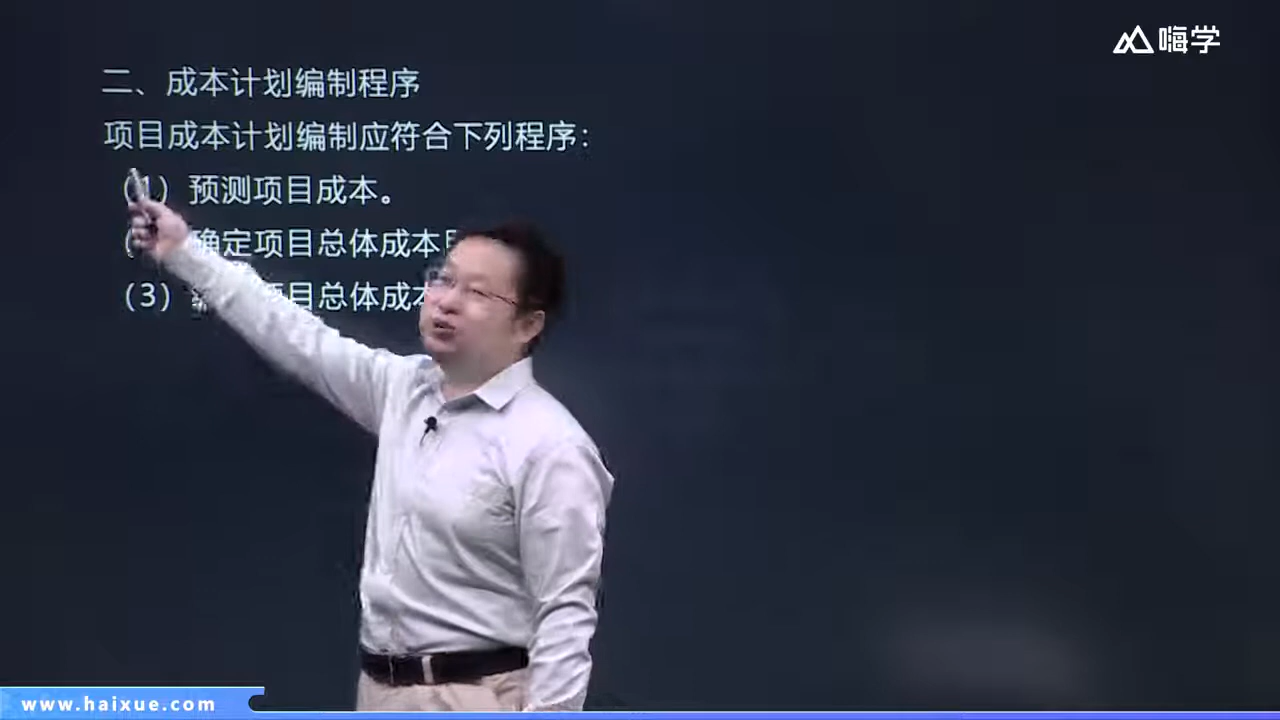 嗨学
二、成本计划编制程序
项目成本计划编制应符合下列程序：
（1）预测项目成本。
（ 确定项目总体成本
（3） 项目总体成本
www.haixue.com